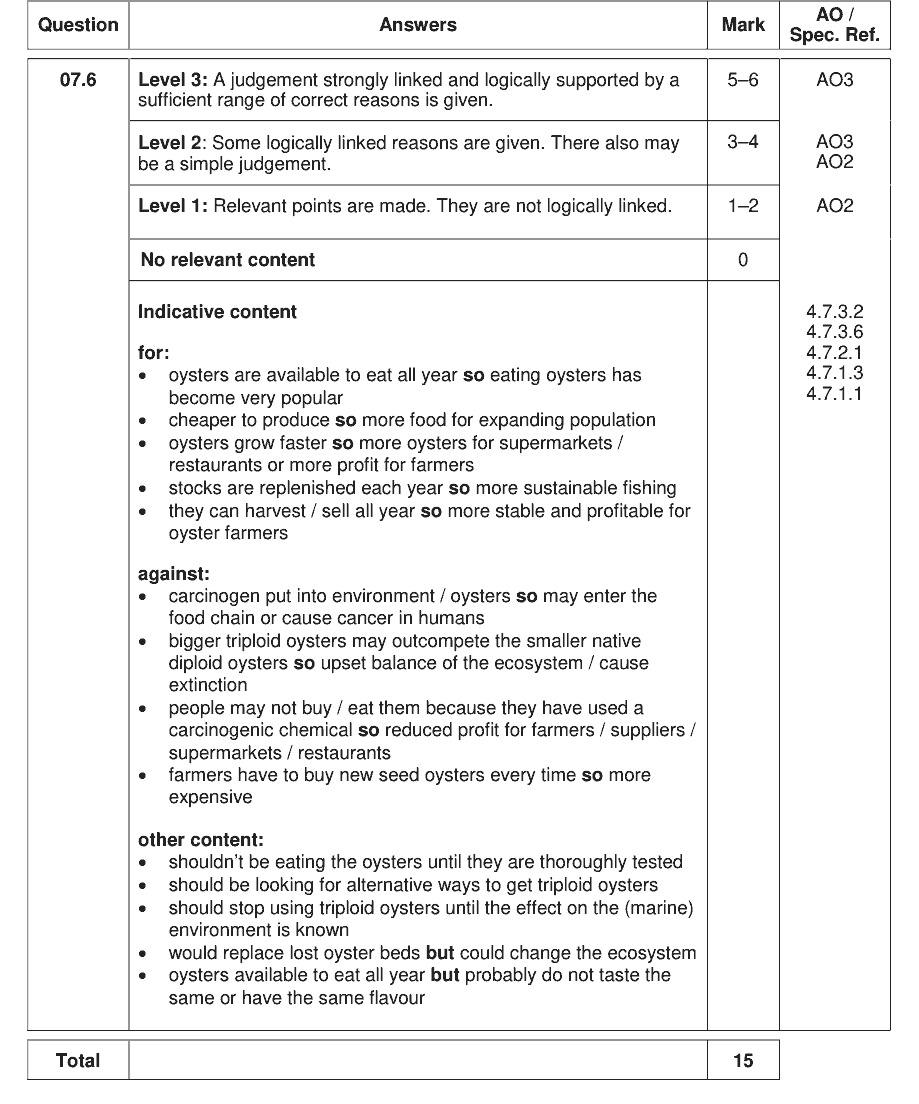 Question Answers Mark AO /
Spec. Ref.
07.6 Level 3: A judgement strongly linked and logically supported by a 5–6 AO3
sufficient range of correct reasons is given.
Level 2: Some logically linked reasons are given. There also may 3–4 AO3
be a simple judgement. AO2
Level 1: Relevant points are made. They are not logically linked. 1–2 AO2
No relevant content 0
Indicative content 4.7.3.2
4.7.3.6
for: 4.7.2.1
• oysters are available to eat all year so eating oysters has 4.7.1.3
become very popular 4.7.1.1
• cheaper to produce so more food for expanding population
• oysters grow faster so more oysters for supermarkets /
restaurants or more profit for farmers
• stocks are replenished each year so more sustainable fishing
• they can harvest / sell all year so more stable and profitable for
oyster farmers
against:
• carcinogen put into environment / oysters so may enter the
food chain or cause cancer in humans
• bigger triploid oysters may outcompete the smaller native
diploid oysters so upset balance of the ecosystem / cause
extinction
• people may not buy / eat them because they have used a
carcinogenic chemical so reduced profit for farmers / suppliers /
supermarkets / restaurants
• farmers have to buy new seed oysters every time so more
expensive
other content:
• shouldn't be eating the oysters until they are thoroughly tested
• should be looking for alternative ways to get triploid oysters
• should stop using triploid oysters until the effect on the (marine)
environment is known
• would replace lost oyster beds but could change the ecosystem
• oysters available to eat all year but probably do not taste the
same or have the same flavour
Total 15